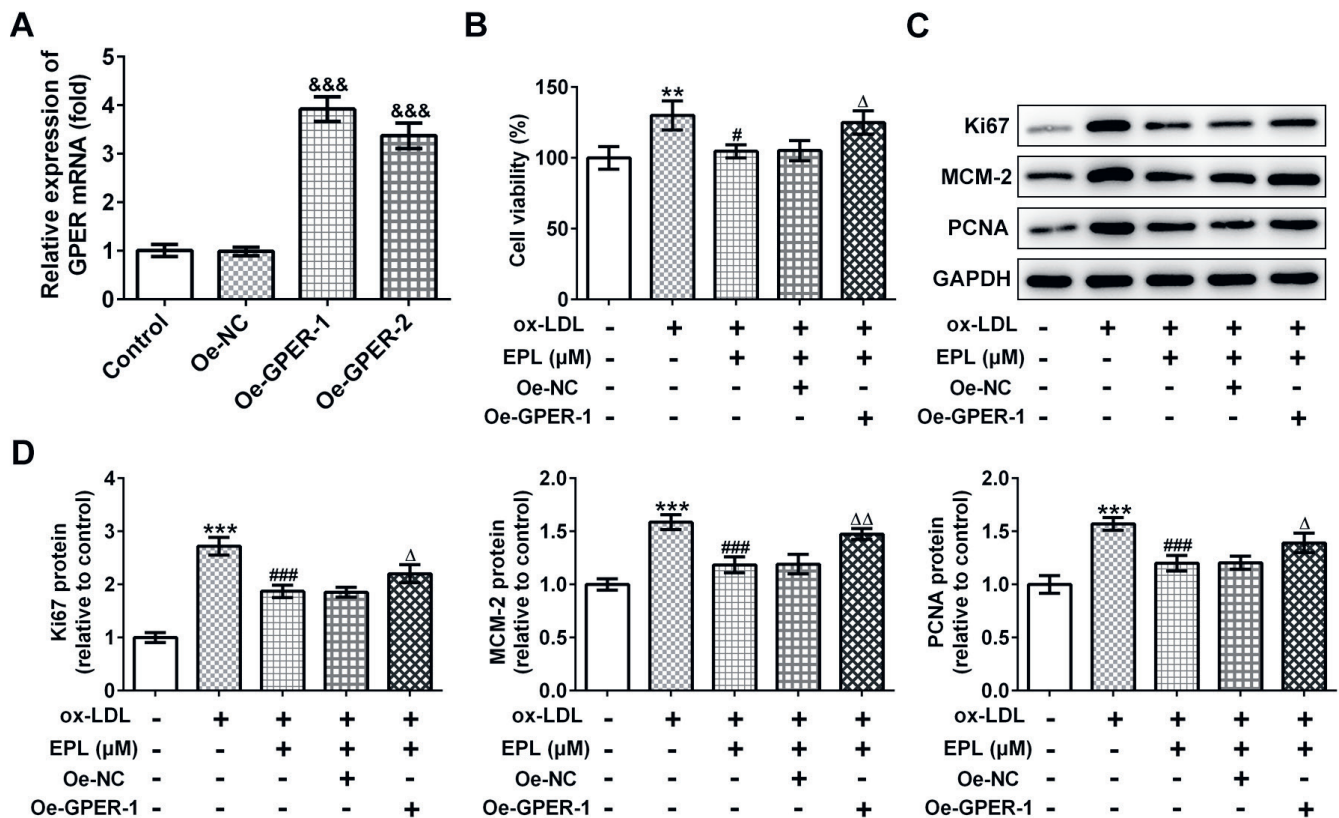 A
Relative expression of
GPER mRNA (fold)
5
4
3
2
1
0
&&&
&&&
Control
Oe-NC
Oe-GPER-1
Oe-GPER-2
B
Cell viability (%)
150
100
50
0
**
#
Δ
ox-LDL - + + + +
EPL (μM) - - + + +
Oe-NC - - - + -
Oe-GPER-1 - - - - +
C
Ki67
MCM-2
PCNA
GAPDH
ox-LDL - + + + +
EPL (μM) - - + + +
Oe-NC - - - + -
Oe-GPER-1 - - - - +
D
Ki67 protein
(relative to control)
4
3
2
1
0
***
###
Δ
ox-LDL - + + + +
EPL (μM) - - + + +
Oe-NC - - - + -
Oe-GPER-1 - - - - +
MCM-2 protein
(relative to control)
2.0
1.5
1.0
0.5
0.0
***
###
ΔΔ
ox-LDL - + + + +
EPL (μM) - - + + +
Oe-NC - - - + -
Oe-GPER-1 - - - - +
PCNA protein
(relative to control)
2.0
1.5
1.0
0.5
0.0
***
###
Δ
ox-LDL - + + + +
EPL (μM) - - + + +
Oe-NC - - - + -
Oe-GPER-1 - - - - +